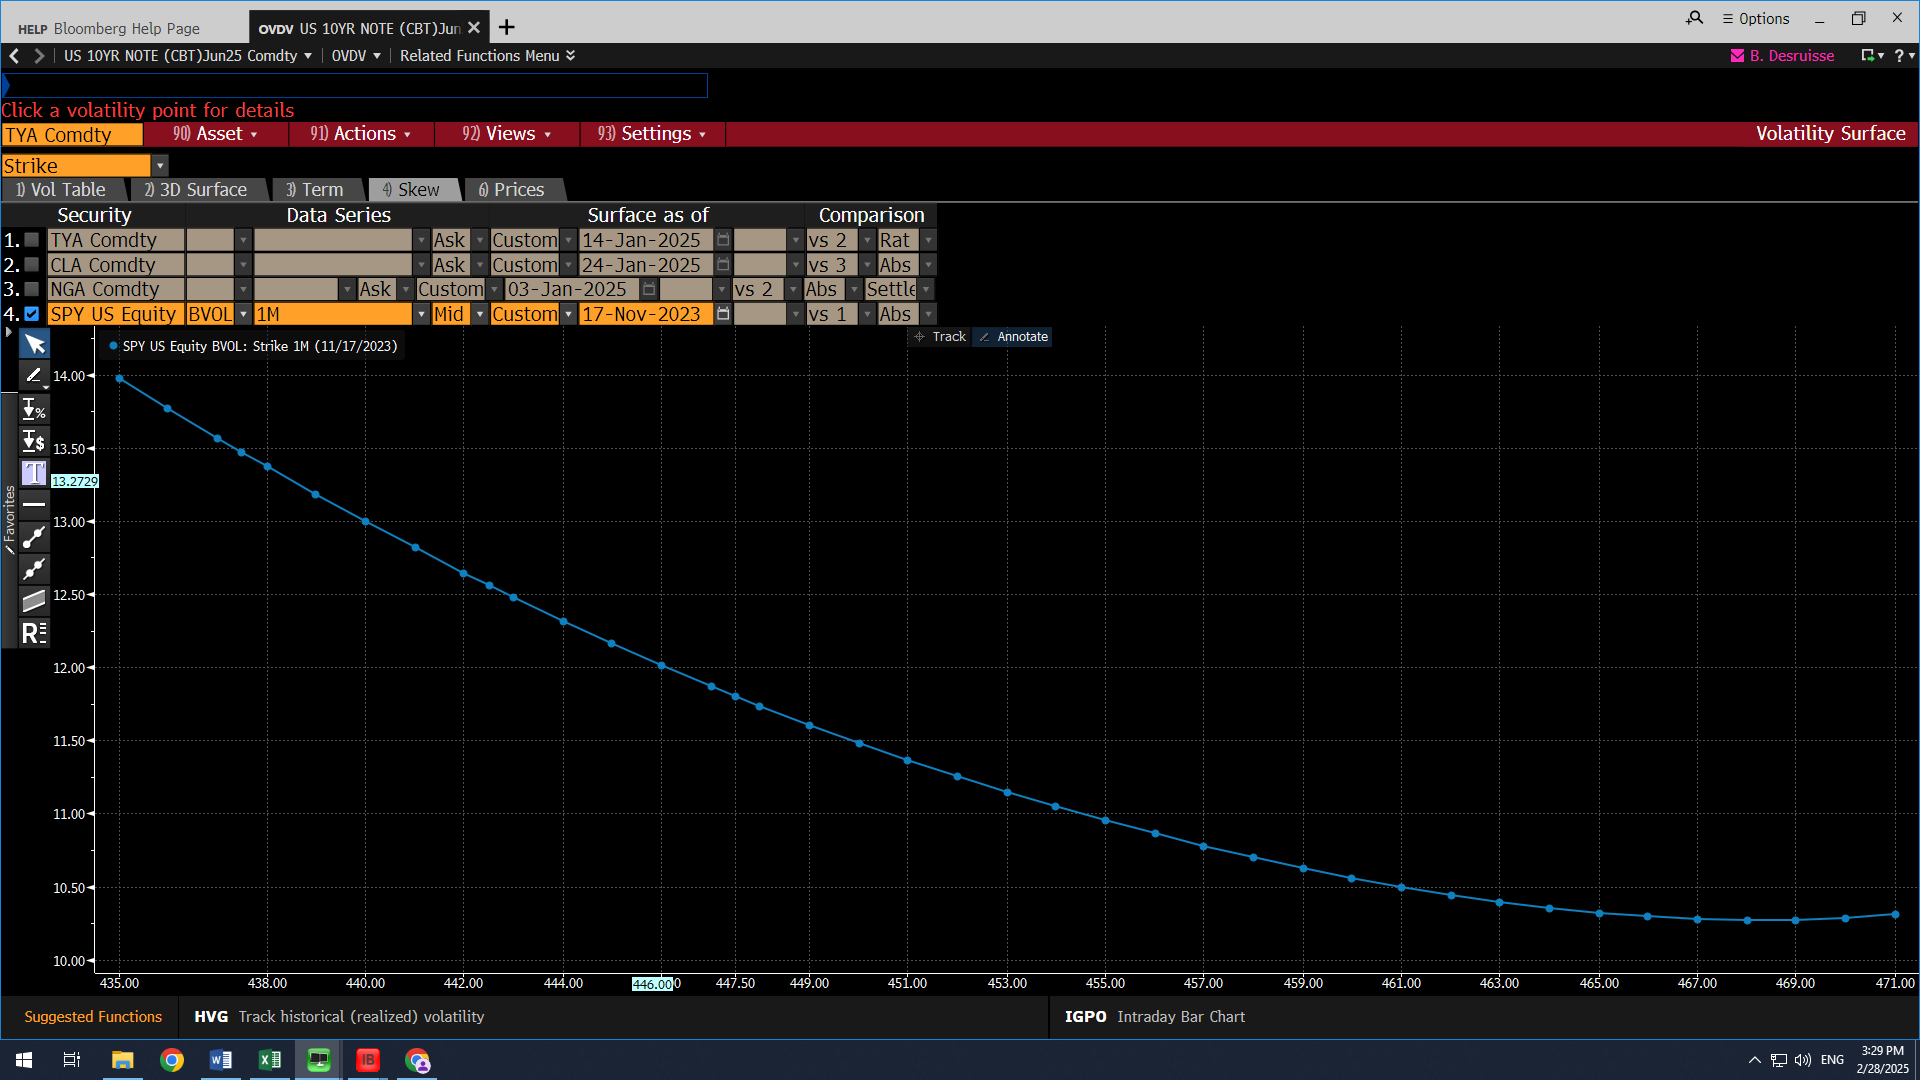 HELP Bloomberg Help Page
OVDV US 10YR NOTE (CBT)Jun
Options
US 10YR NOTE (CBT)Jun25 Comdty
OVDV
Related Functions Menu
B. Desruisse
?
Click a volatility point for details
TYA Comdty
90) Asset
91) Actions
92) Views
93) Settings
Volatility Surface
Strike
1) Vol Table
2) 3D Surface
3) Term
4) Skew
6) Prices
Security Data Series Surface as of Comparison
1. TYA Comdty Ask Custom 14-Jan-2025 vs 2 Rat
2. CLA Comdty Ask Custom 24-Jan-2025 vs 3 Abs
3. NGA Comdty Ask Custom 03-Jan-2025 vs 2 Abs Settle
4. SPY US Equity BVOL 1M Mid Custom 17-Nov-2023 vs 1 Abs
Track
Annotate
SPY US Equity BVOL: Strike 1M (11/17/2023)
%
$
T
R
Favorites
14.00
13.50
13.2729
13.00
12.50
12.00
11.50
11.00
10.50
10.00
435.00 438.00 440.00 442.00 444.00 446.00 447.50 449.00 451.00 453.00 455.00 457.00 459.00 461.00 463.00 465.00 467.00 469.00 471.00
Suggested Functions
HVG Track historical (realized) volatility
IGPO Intraday Bar Chart
IB
ENG
3:29 PM
2/28/2025